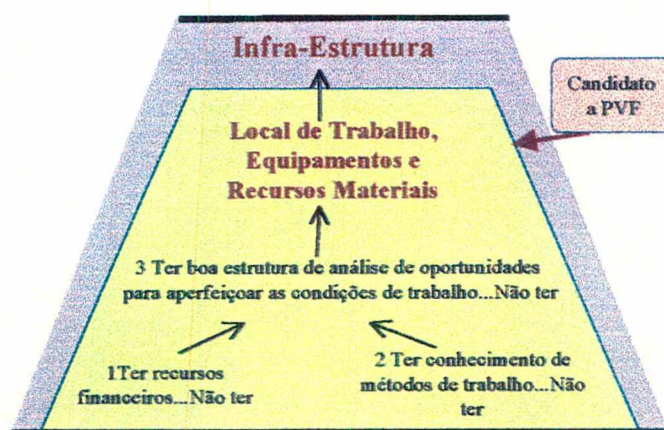 Infra-Estrutura
Candidato
a PVF
Local de Trabalho,
Equipamentos e
Recursos Materiais
3 Ter boa estrutura de análise de oportunidades
para aperfeiçoar as condições de trabalho...Não ter
1Ter recursos
financeiros...Não ter
2 Ter conhecimento de
métodos de trabalho...Não
ter